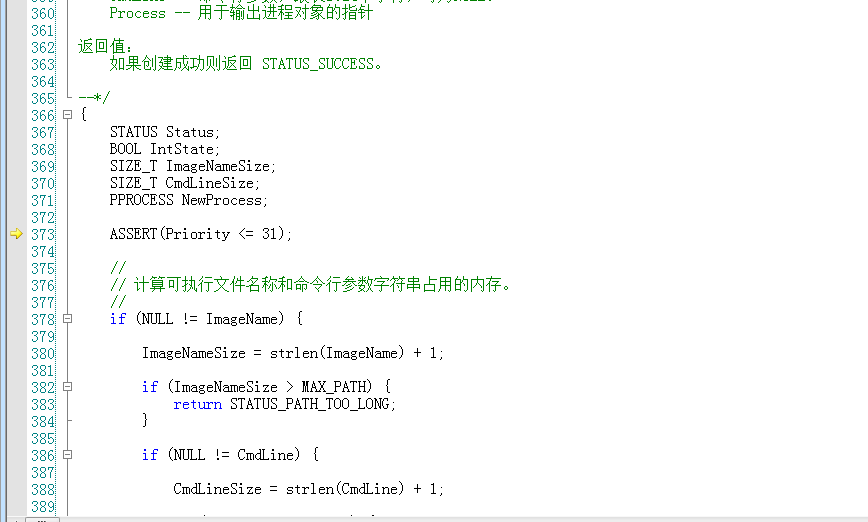 360 Process -- 用于输出进程对象的指针
361
362 返回值:
363 如果创建成功则返回 STATUS_SUCCESS。
364
365 --*/
366 {
367 STATUS Status;
368 BOOL IntState;
369 SIZE_T ImageNameSize;
370 SIZE_T CmdLineSize;
371 PPROCESS NewProcess;
372
373 ASSERT(Priority <= 31);
374
375 //
376 // 计算可执行文件名称和命令行参数字符串占用的内存。
377 //
378 if (NULL != ImageName) {
379
380 ImageNameSize = strlen(ImageName) + 1;
381
382 if (ImageNameSize > MAX_PATH) {
383 return STATUS_PATH_TOO_LONG;
384 }
385
386 if (NULL != CmdLine) {
387
388 CmdLineSize = strlen(CmdLine) + 1;
389